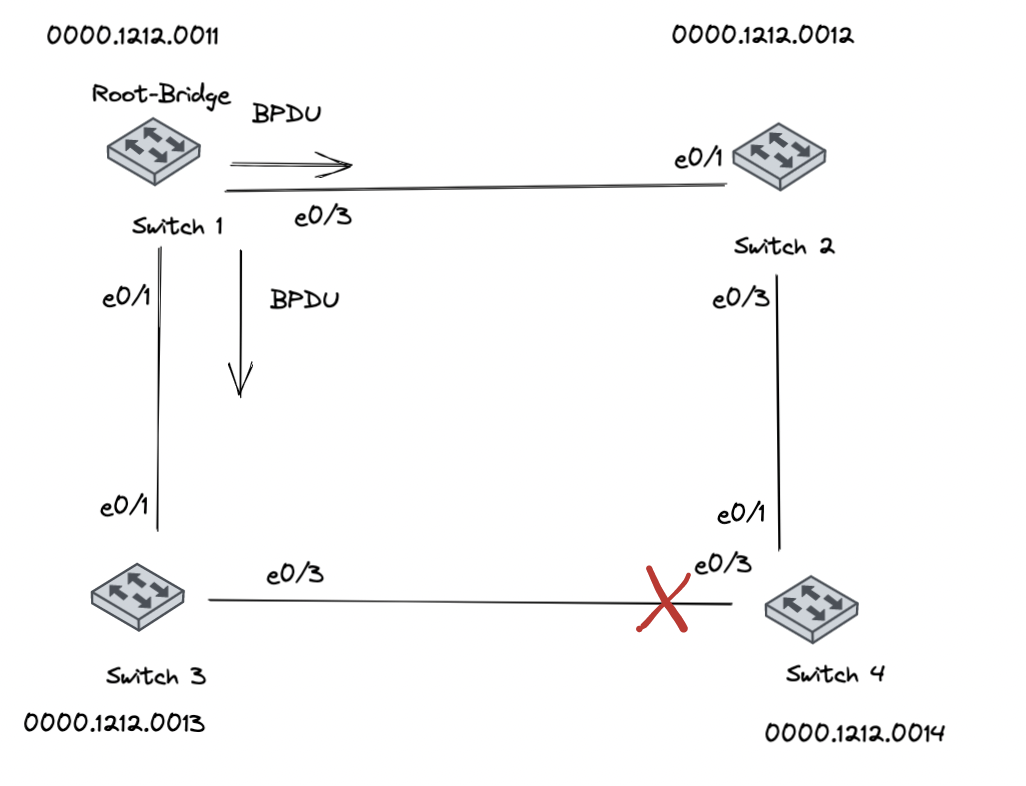 0000.1212.0011
0000.1212.0012
Root-Bridge
BPDU
e0/1
e0/3
Switch 1
Switch 2
e0/1
BPDU
e0/3
e0/1
e0/1
e0/3
e0/3
Switch 3
Switch 4
0000.1212.0013
0000.1212.0014